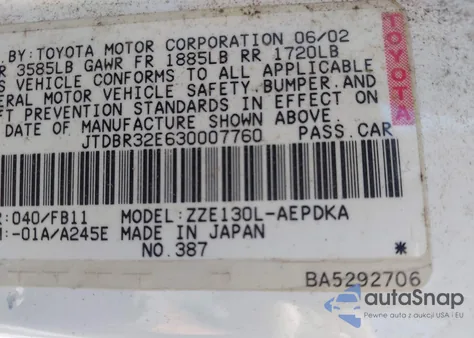 BY: TOYOTA MOTOR CORPORATION 06/02
3585LB GAWR FR 1885LB RR 1720LB
VEHICLE CONFORMS TO ALL APPLICABLE
MOTOR VEHICLE SAFETY, BUMPER, AND
PREVENTION STANDARDS IN EFFECT ON
DATE OF MANUFACTURE SHOWN ABOVE.
JTDBR32E630007760 PASS.CAR
TOYOTA
:040/FB11 MODEL: ZZE130L-AEPDKA
-01A/A245E MADE IN JAPAN
NO.387 *
BA5292706
autoSnap
Pewne auta z aukcji USA i EU